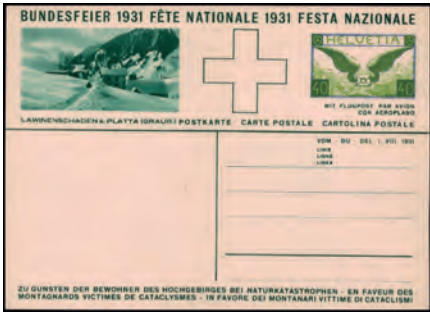 BUNDESFEIER 1931 FÊTE NATIONALE 1931 FESTA NAZIONALE
HELVETIA
40 40
MIT FLUGPOST PAR AVION
CON AEROPLANO
LAWINENSCHADEN A. PLATTA (GRAUB.) POSTKARTE CARTE POSTALE CARTOLINA POSTALE
VOM - DU - DEL 1. VIII 1931
LINIE
LIGNE
LINEA
ZU GUNSTEN DER BEWOHNER DES HOCHGEBIRGES BEI NATURKATASTROPHEN - EN FAVEUR DES
MONTAGNARDS VICTIMES DE CATACLYSMES - IN FAVORE DEI MONTANARI VITTIME DI CATACLISMI